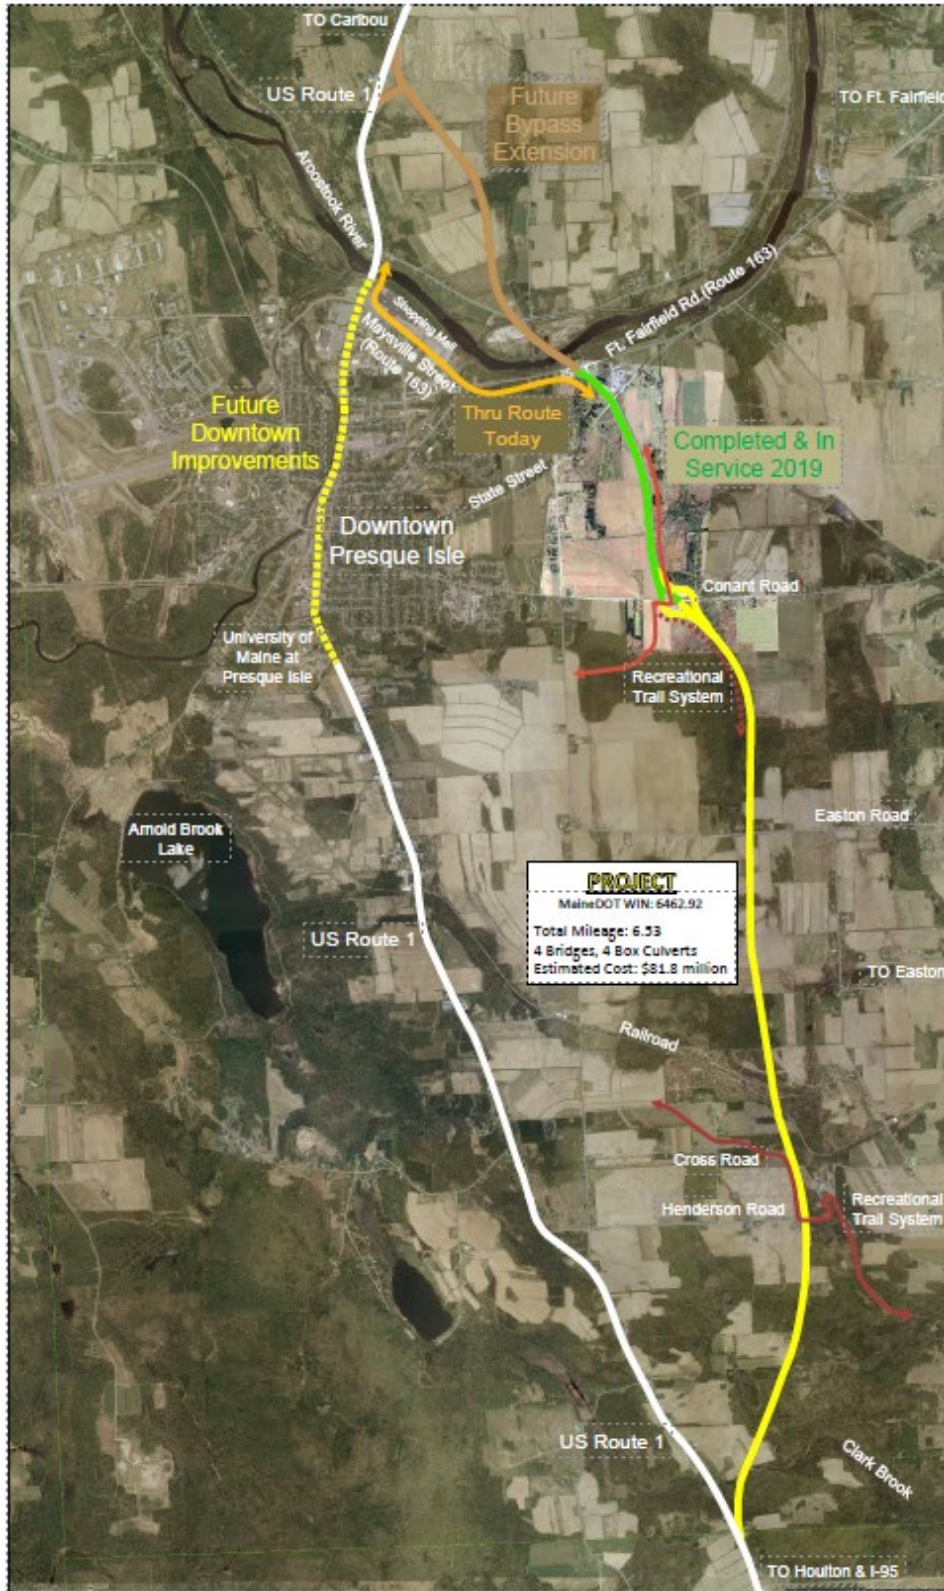 TO Caribou
US Route 1
Future
Bypass
Extension
TO Ft. Fairfield
Aroostook River
Shopping Mall
Maysville Street
(Route 163)
Ft. Fairfield Rd (Route 163)
Future
Downtown
Improvements
Thru Route
Today
Completed & In
Service 2019
State Street
Downtown
Presque Isle
Conant Road
University of
Maine at
Presque Isle
Recreational
Trail System
Arnold Brook
Lake
Easton Road
PROJECT
MaineDOT WIN: 6462.92
Total Mileage: 6.53
4 Bridges, 4 Box Culverts
Estimated Cost: $81.8 million
US Route 1
TO Easton
Railroad
Cross Road
Henderson Road
Recreational
Trail System
US Route 1
Clark Brook
TO Houlton & I-95